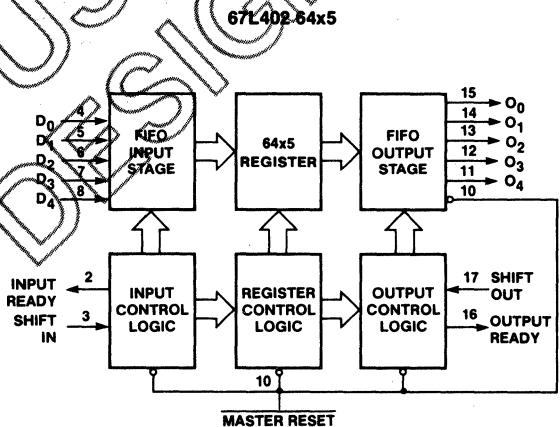 67L402 64x5
D0 4
D1 5
D2 6
D3 7
D4 8
FIFO
INPUT
STAGE
64x5
REGISTER
FIFO
OUTPUT
STAGE
15 O0
14 O1
13 O2
12 O3
11 O4
10
INPUT
READY
2
SHIFT
IN
3
INPUT
CONTROL
LOGIC
REGISTER
CONTROL
LOGIC
OUTPUT
CONTROL
LOGIC
17 SHIFT
OUT
16 OUTPUT
READY
10
MASTER RESET